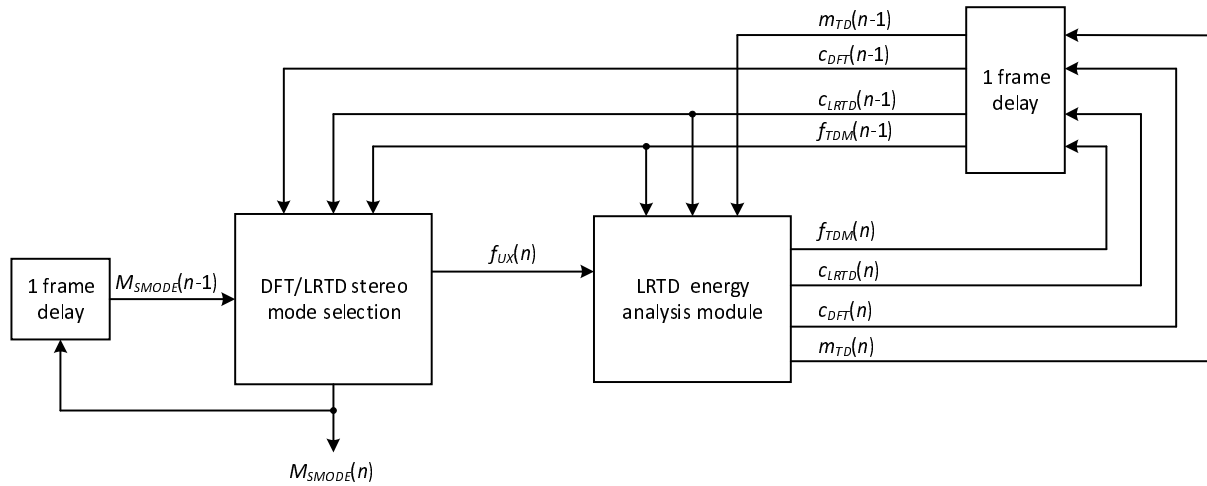 m_TD(n-1)
c_DFT(n-1)
c_LRTD(n-1)
f_TDM(n-1)
1 frame
delay
1 frame
delay
M_SMODE(n-1)
DFT/LRTD stereo
mode selection
f_UX(n)
LRTD energy
analysis module
f_TDM(n)
c_LRTD(n)
c_DFT(n)
m_TD(n)
M_SMODE(n)